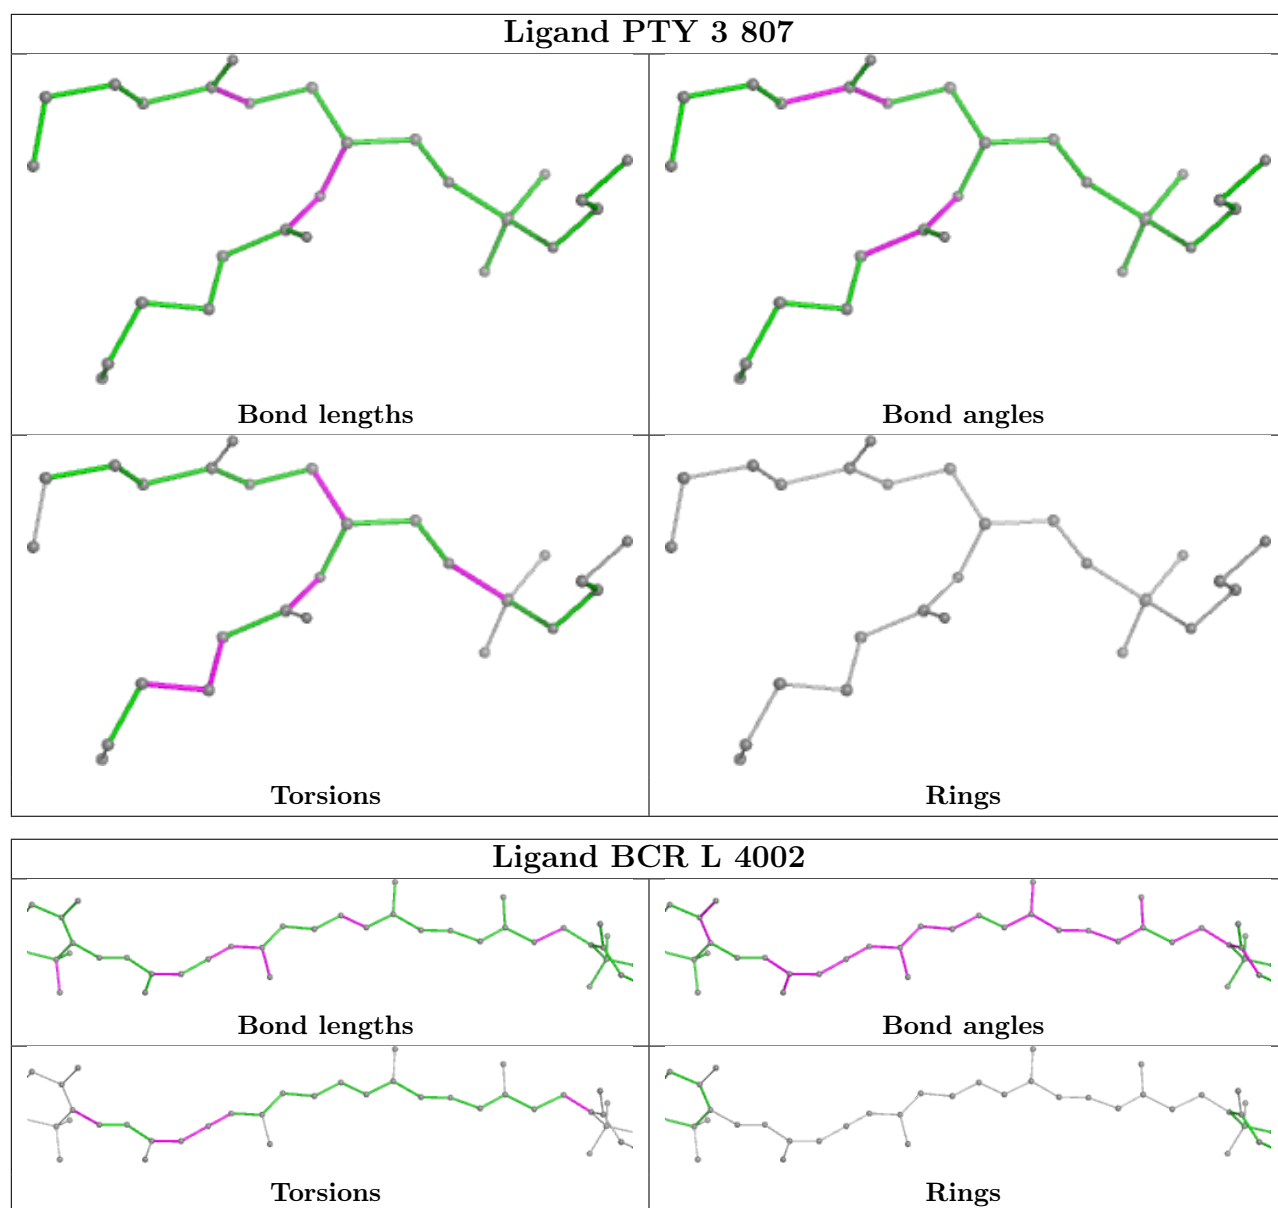 Ligand PTY 3 807
Bond lengths
Bond angles
Torsions
Rings
Ligand BCR L 4002
Bond lengths
Bond angles
Torsions
Rings